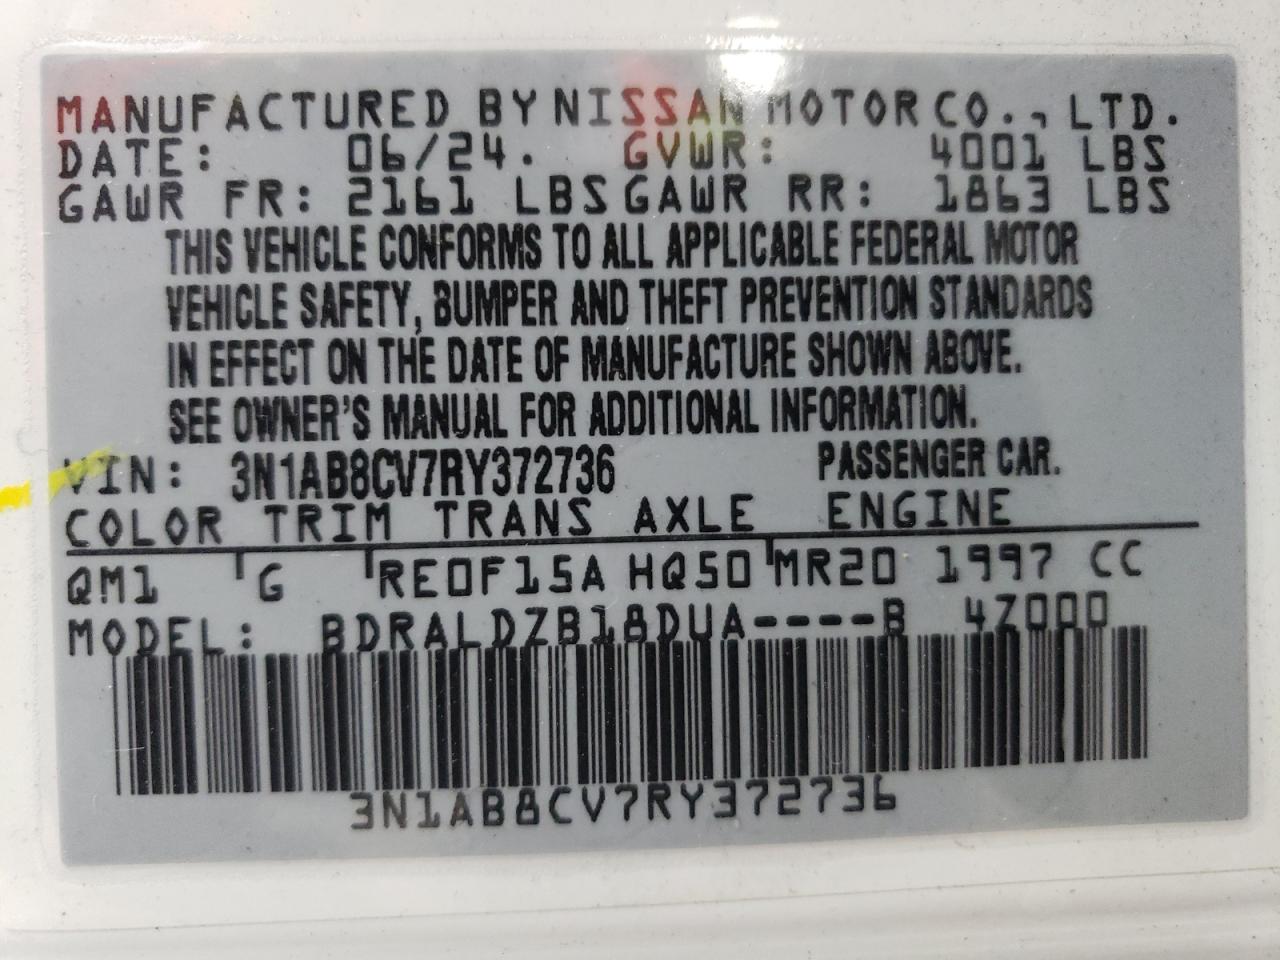 MANUFACTURED BY NISSAN MOTOR CO., LTD.
DATE: 06/24. GVWR: 4001 LBS
GAWR FR: 2161 LBS GAWR RR: 1863 LBS
THIS VEHICLE CONFORMS TO ALL APPLICABLE FEDERAL MOTOR
VEHICLE SAFETY, BUMPER AND THEFT PREVENTION STANDARDS
IN EFFECT ON THE DATE OF MANUFACTURE SHOWN ABOVE.
SEE OWNER'S MANUAL FOR ADDITIONAL INFORMATION.
VIN: 3N1AB8CV7RY372736 PASSENGER CAR.
COLOR TRIM TRANS AXLE ENGINE
QM1 G RE0F15A HQ50 MR20 1997 CC
MODEL: BDRALDZB18DUA----B 4Z000
3N1AB8CV7RY372736